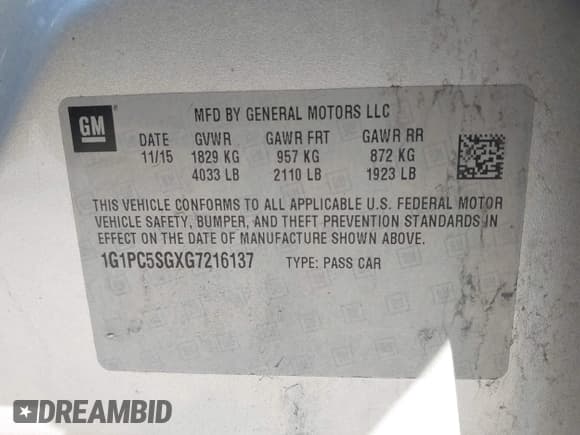 GM
MFD BY GENERAL MOTORS LLC
DATE GVWR GAWR FRT GAWR RR
11/15 1829 KG 957 KG 872 KG
4033 LB 2110 LB 1923 LB
THIS VEHICLE CONFORMS TO ALL APPLICABLE U.S. FEDERAL MOTOR
VEHICLE SAFETY, BUMPER, AND THEFT PREVENTION STANDARDS IN
EFFECT ON THE DATE OF MANUFACTURE SHOWN ABOVE.
1G1PC5SGXG7216137 TYPE: PASS CAR
DREAMBID